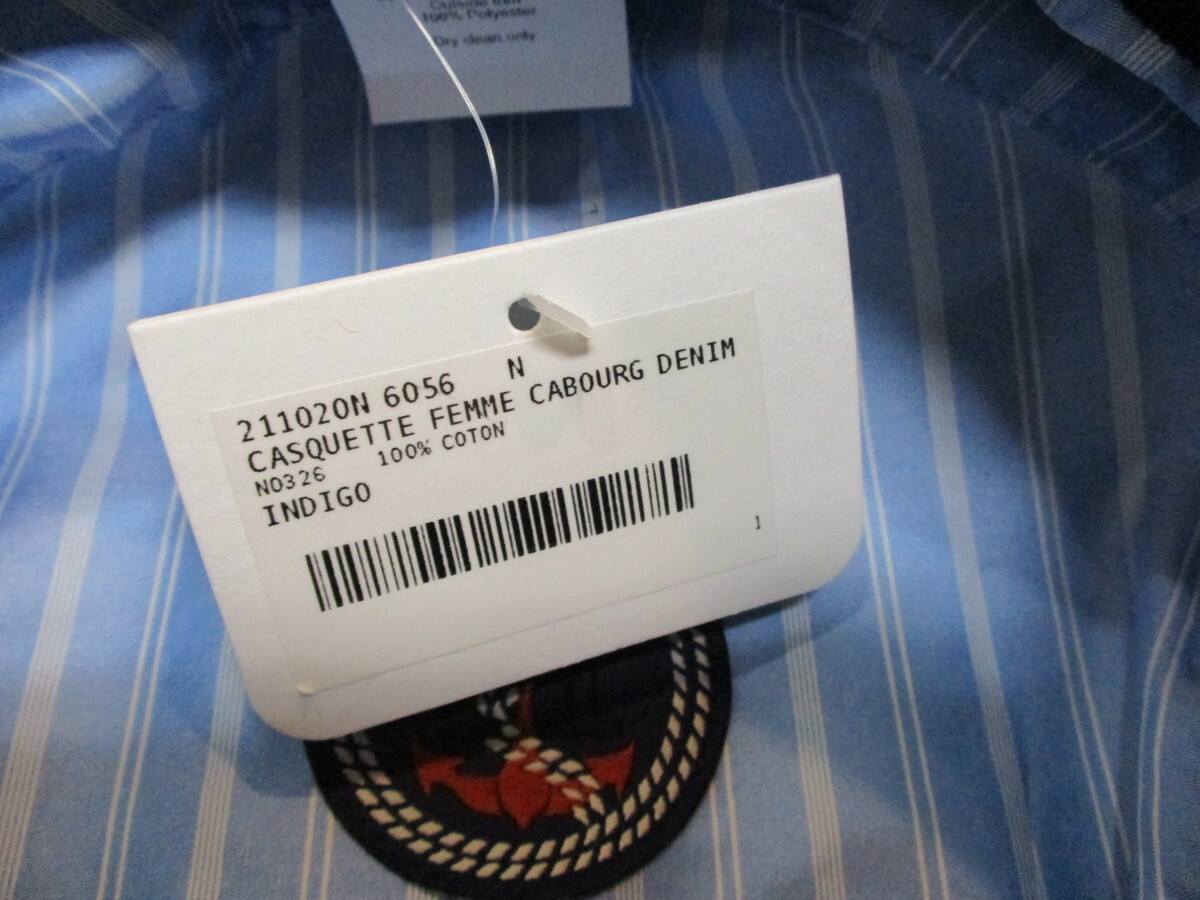 Outside trim
100% Polyester
Dry clean only
211020N 6056 N
CASQUETTE FEMME CABOURG DENIM
N0326 100% COTON
INDIGO
1